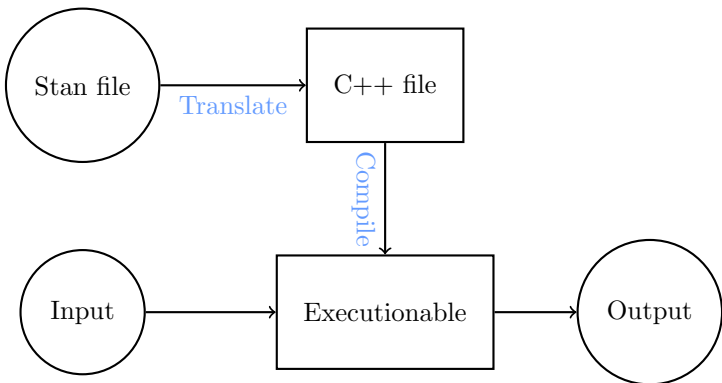 Stan file
Translate
C++ file
Compile
Input
Executionable
Output